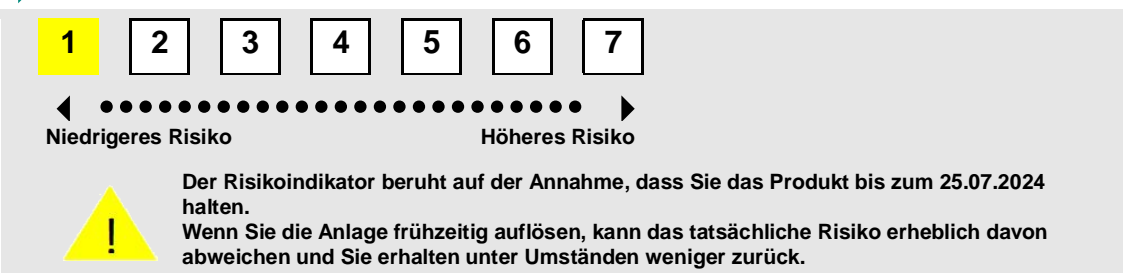 1 2 3 4 5 6 7
Niedrigeres Risiko Höheres Risiko
Der Risikoindikator beruht auf der Annahme, dass Sie das Produkt bis zum 25.07.2024
halten.
! Wenn Sie die Anlage frühzeitig auflösen, kann das tatsächliche Risiko erheblich davon
abweichen und Sie erhalten unter Umständen weniger zurück.